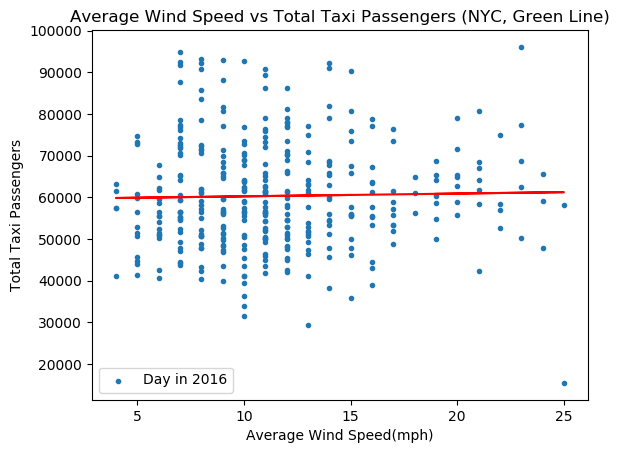 Average Wind Speed vs Total Taxi Passengers (NYC, Green Line)
100000
90000
80000
70000
60000
50000
40000
30000
20000
Total Taxi Passengers
Day in 2016
5 10 15 20 25
Average Wind Speed(mph)